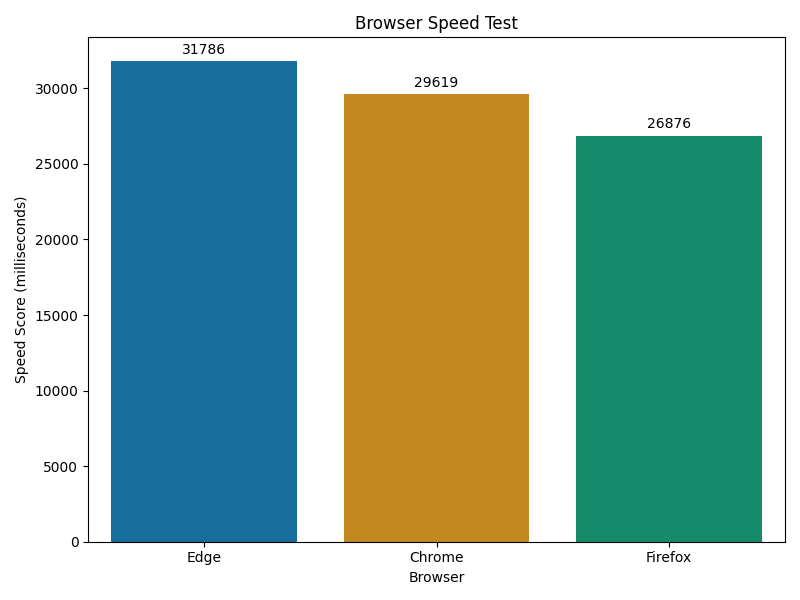 Browser Speed Test
31786
29619
26876
30000
25000
20000
15000
10000
5000
0
Speed Score (milliseconds)
Edge
Chrome
Firefox
Browser